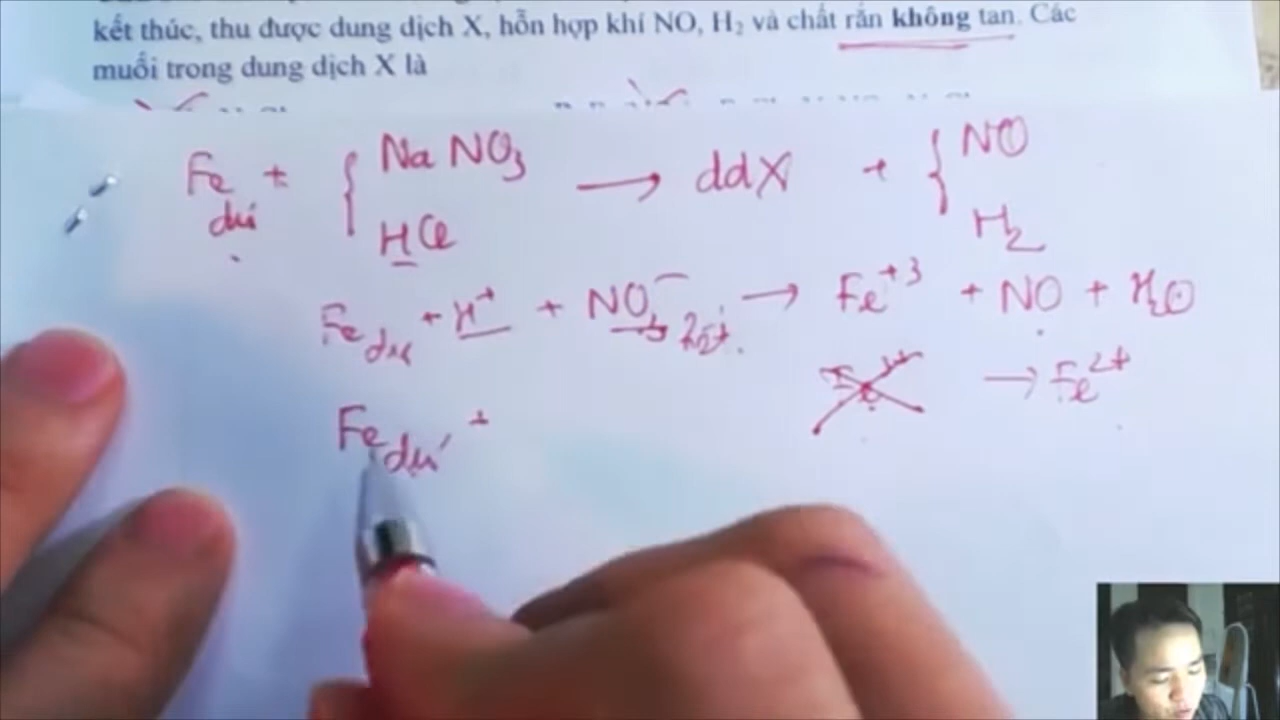 kết thúc, thu được dung dịch X, hỗn hợp khí NO, H₂ và chất rắn không tan. Các
muối trong dung dịch X là
Fe dư + { NaNO₃ HCl → ddX + { NO H₂
Fe dư + H⁺ + NO₃⁻ → Fe⁺³ + NO + H₂O
→ Fe²⁺
Fe dư +